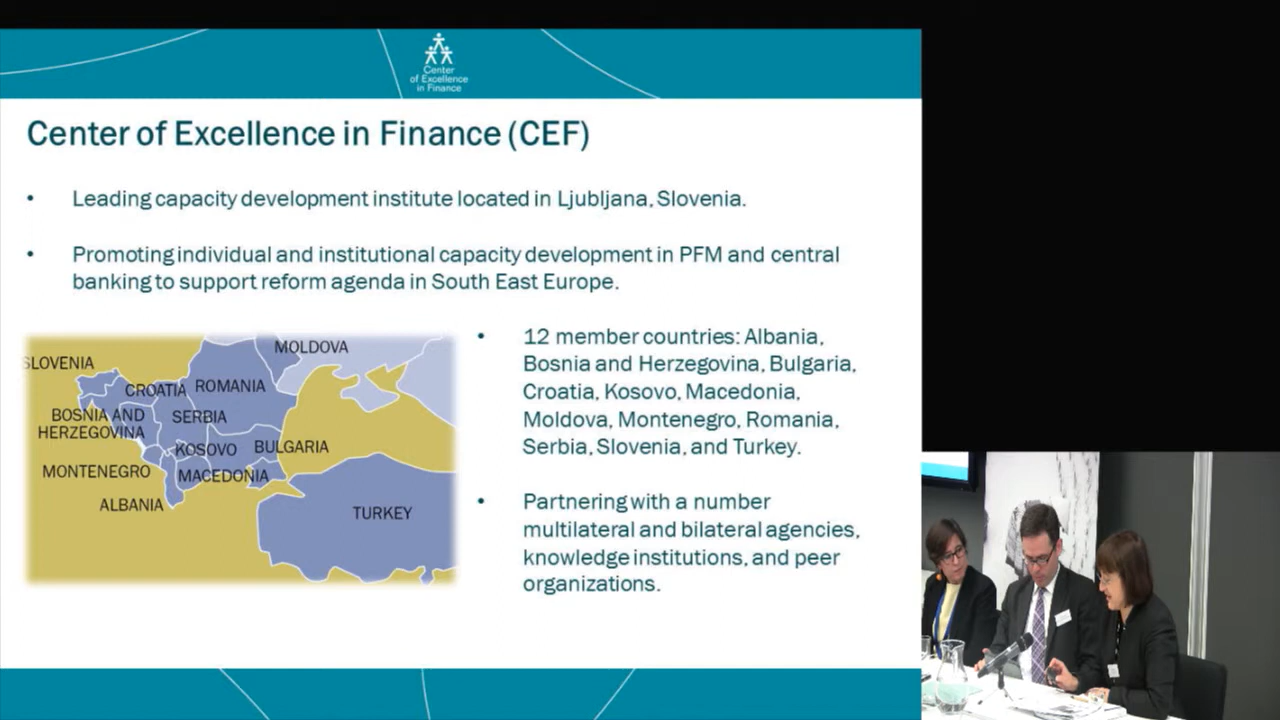 Center
of Excellence
in Finance
Center of Excellence in Finance (CEF)
• Leading capacity development institute located in Ljubljana, Slovenia.
• Promoting individual and institutional capacity development in PFM and central
banking to support reform agenda in South East Europe.
MOLDOVA
SLOVENIA
CROATIA
ROMANIA
BOSNIA AND
HERZEGOVINA
SERBIA
KOSOVO
BULGARIA
MONTENEGRO
MACEDONIA
ALBANIA
TURKEY
• 12 member countries: Albania,
Bosnia and Herzegovina, Bulgaria,
Croatia, Kosovo, Macedonia,
Moldova, Montenegro, Romania,
Serbia, Slovenia, and Turkey.
• Partnering with a number
multilateral and bilateral agencies,
knowledge institutions, and peer
organizations.